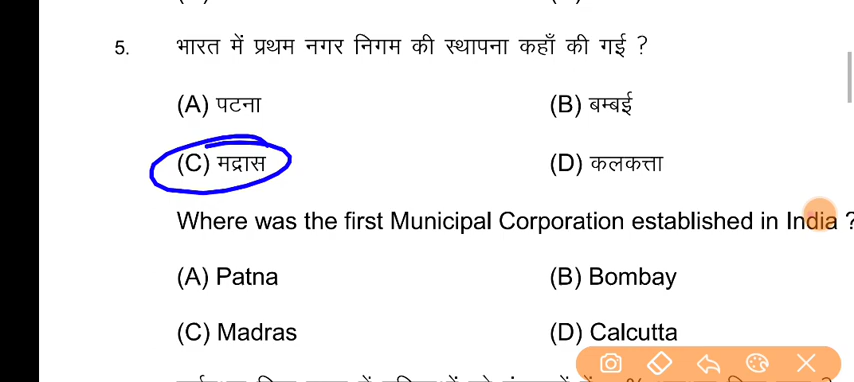 5. भारत में प्रथम नगर निगम की स्थापना कहाँ की गई ?
(A) पटना (B) बम्बई
(C) मद्रास (D) कलकत्ता
Where was the first Municipal Corporation established in India ?
(A) Patna (B) Bombay
(C) Madras (D) Calcutta